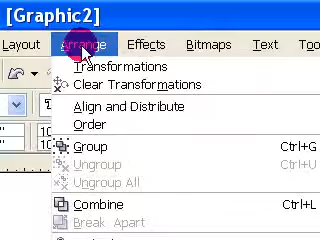 [Graphic2]
Layout Arrange Effects Bitmaps Text
Transformations
Clear Transformations
Align and Distribute
Order
Group Ctrl+G
Ungroup Ctrl+U
Ungroup All
Combine Ctrl+L
Break Apart